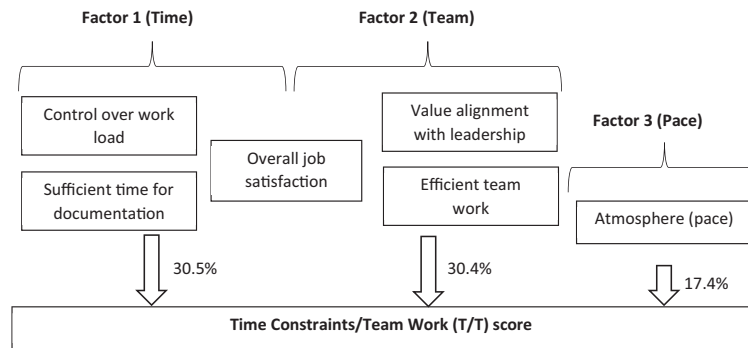 Factor 1 (Time)
Factor 2 (Team)
Control over work
load
Value alignment
with leadership
Factor 3 (Pace)
Overall job
satisfaction
Sufficient time for
documentation
Efficient team
work
Atmosphere (pace)
30.5%
30.4%
17.4%
Time Constraints/Team Work (T/T) score